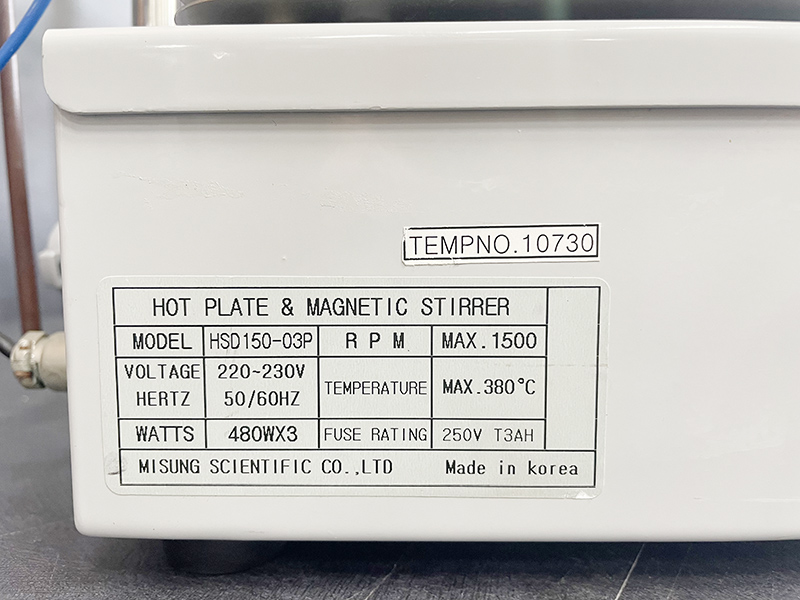 TEMPNO.10730
HOT PLATE & MAGNETIC STIRRER
MODEL HSD150-03P R P M MAX.1500
VOLTAGE 220~230V
HERTZ 50/60HZ TEMPERATURE MAX.380°C
WATTS 480WX3 FUSE RATING 250V T3AH
MISUNG SCIENTIFIC CO.,LTD Made in korea